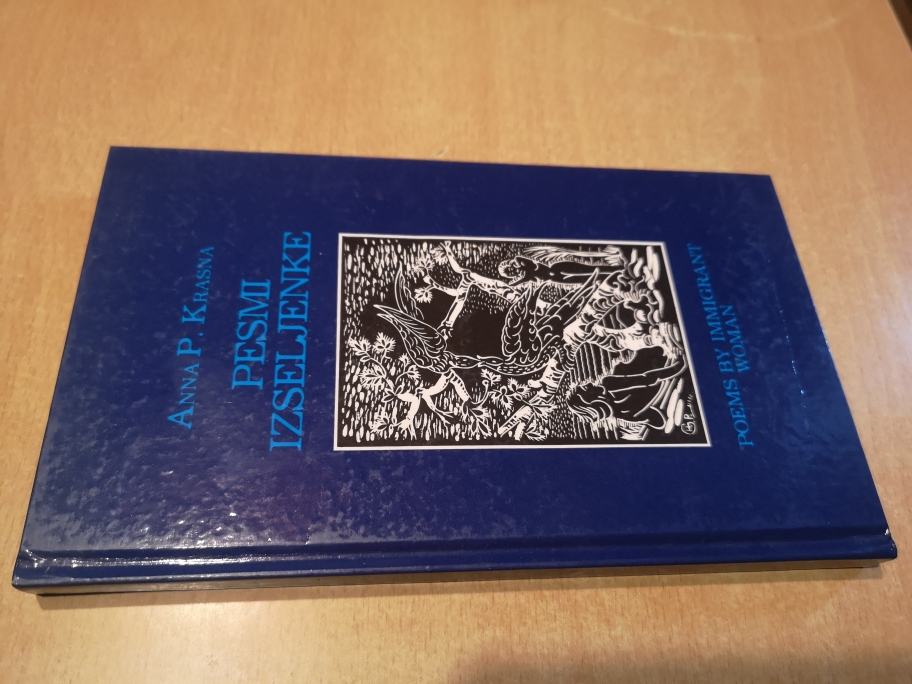 ANNA P. KRASNA
PESMI
IZSELJENKE
POEMS BY IMMIGRANT
WOMAN